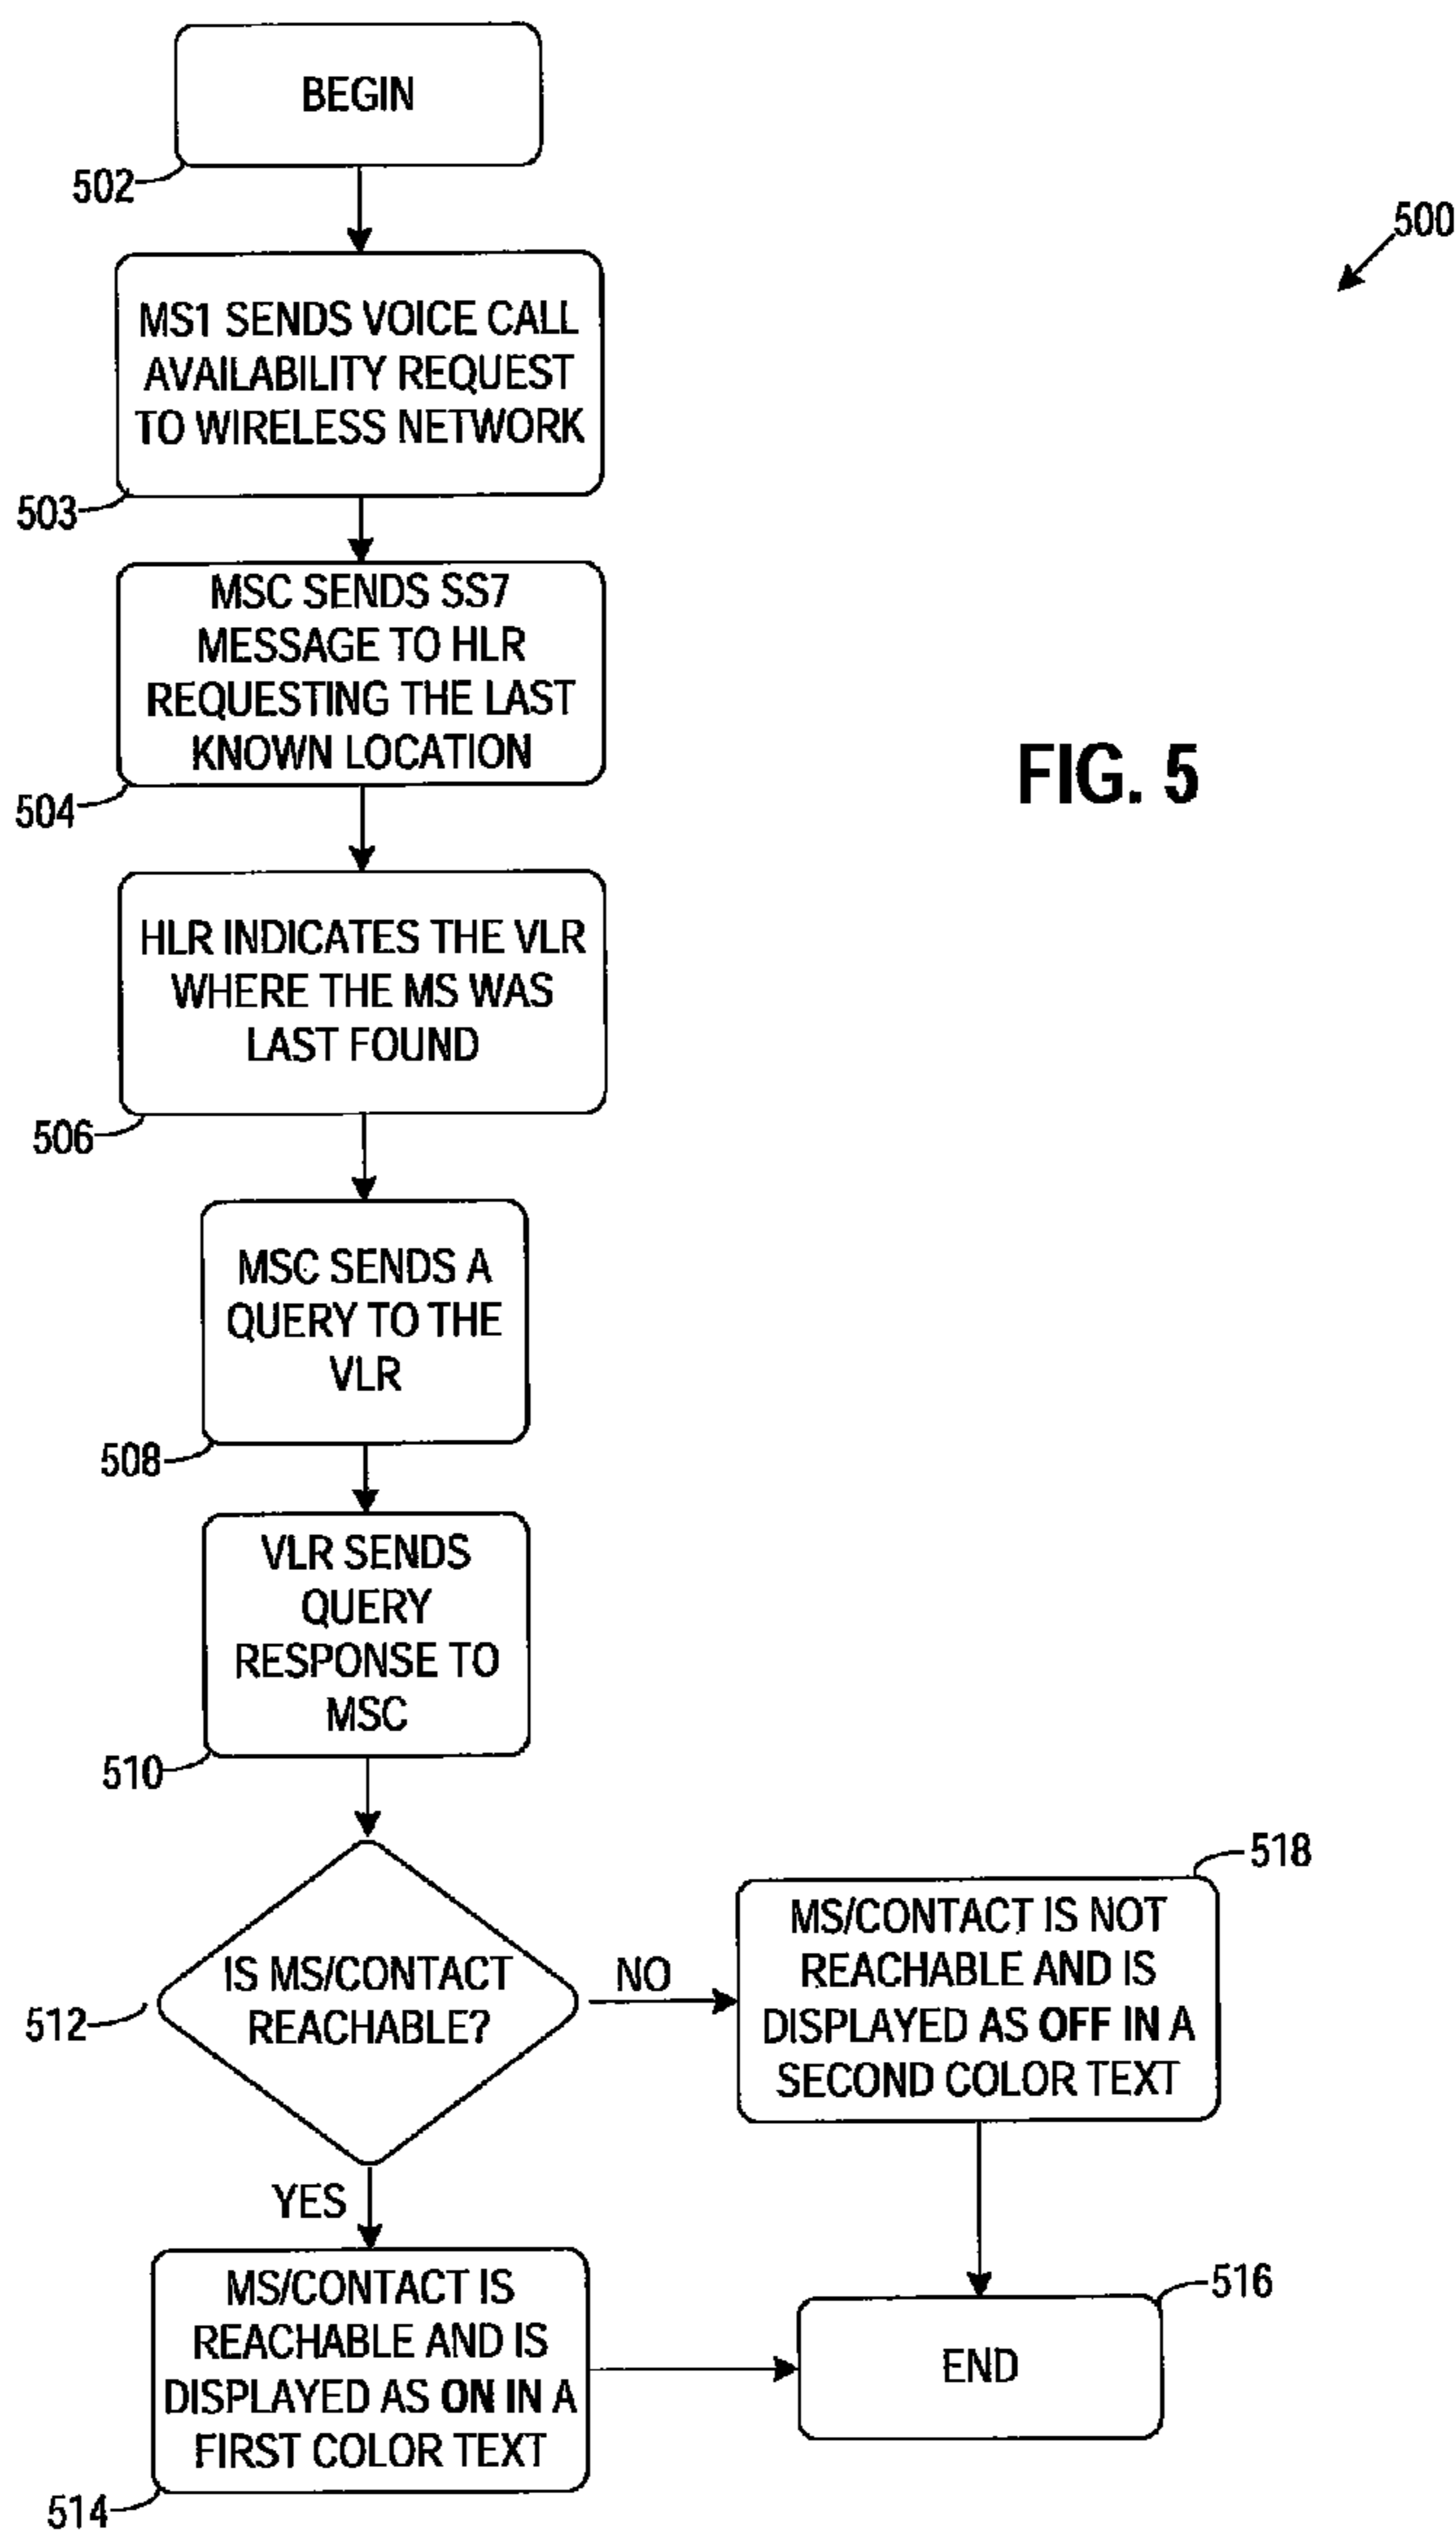 BEGIN
502
500
MS1 SENDS VOICE CALL
AVAILABILITY REQUEST
TO WIRELESS NETWORK
503
MSC SENDS SS7
MESSAGE TO HLR
REQUESTING THE LAST
KNOWN LOCATION
504
FIG. 5
HLR INDICATES THE VLR
WHERE THE MS WAS
LAST FOUND
506
MSC SENDS A
QUERY TO THE
VLR
508
VLR SENDS
QUERY
RESPONSE TO
MSC
510
IS MS/CONTACT
REACHABLE?
512
NO
518
MS/CONTACT IS NOT
REACHABLE AND IS
DISPLAYED AS OFF IN A
SECOND COLOR TEXT
YES
MS/CONTACT IS
REACHABLE AND IS
DISPLAYED AS ON IN A
FIRST COLOR TEXT
514
516
END